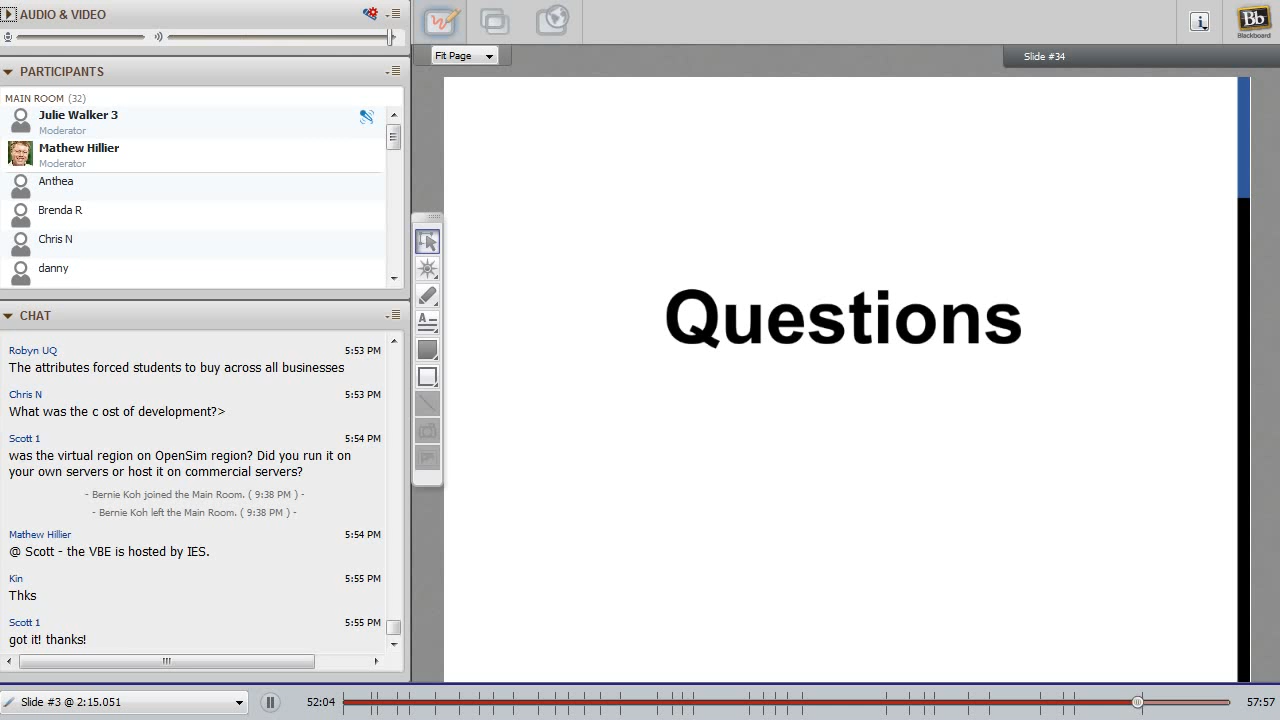 AUDIO & VIDEO
PARTICIPANTS
MAIN ROOM (32)
Julie Walker 3
Moderator
Mathew Hillier
Moderator
Anthea
Brenda R
Chris N
danny
CHAT
Robyn UQ 5:53 PM
The attributes forced students to buy across all businesses
Chris N 5:53 PM
What was the c ost of development?>
Scott 1 5:54 PM
was the virtual region on OpenSim region? Did you run it on
your own servers or host it on commercial servers?
- Bernie Koh joined the Main Room. ( 9:38 PM ) -
- Bernie Koh left the Main Room. ( 9:38 PM ) -
Mathew Hillier 5:54 PM
@ Scott - the VBE is hosted by IES.
Kin 5:55 PM
Thks
Scott 1 5:55 PM
got it! thanks!
i
Bb
Blackboard
Fit Page
Slide #34
A
Questions
Slide #3 @ 2:15.051
52:04
57:57